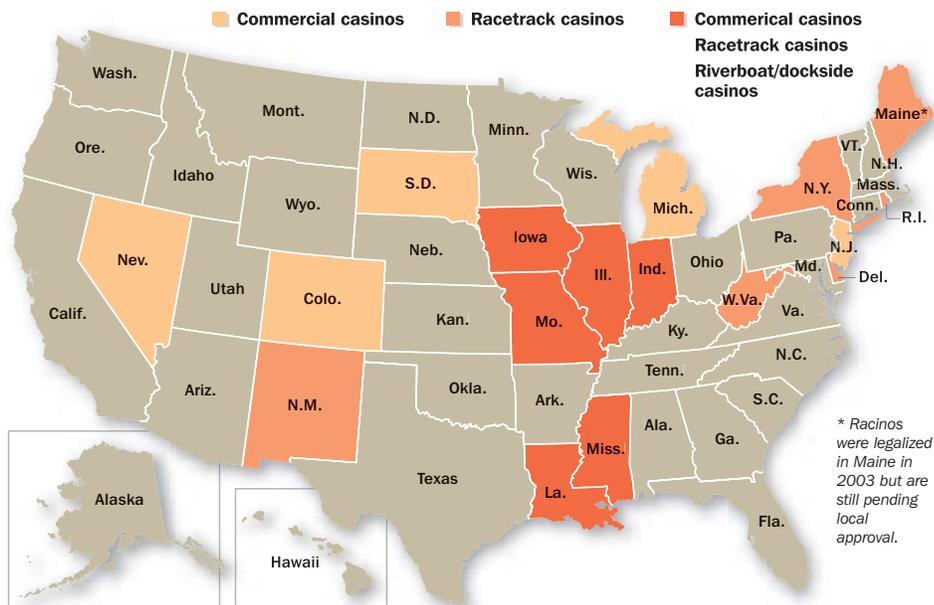 Commercial casinos
Racetrack casinos
Commerical casinos
Racetrack casinos
Riverboat/dockside
casinos
Wash.
Mont.
N.D.
Minn.
Maine*
Ore.
Idaho
S.D.
Wis.
VT.
N.H.
Wyo.
Mich.
N.Y.
Mass.
Conn.
R.I.
Nev.
Neb.
Iowa
Pa.
N.J.
Utah
Colo.
Ill.
Ind.
Ohio
Md.
Del.
Calif.
Kan.
Mo.
W.Va.
Va.
Ky.
Ariz.
N.M.
Okla.
Ark.
Tenn.
N.C.
S.C.
Texas
La.
Miss.
Ala.
Ga.
Fla.
Alaska
Hawaii
* Racinos
were legalized
in Maine in
2003 but are
still pending
local
approval.